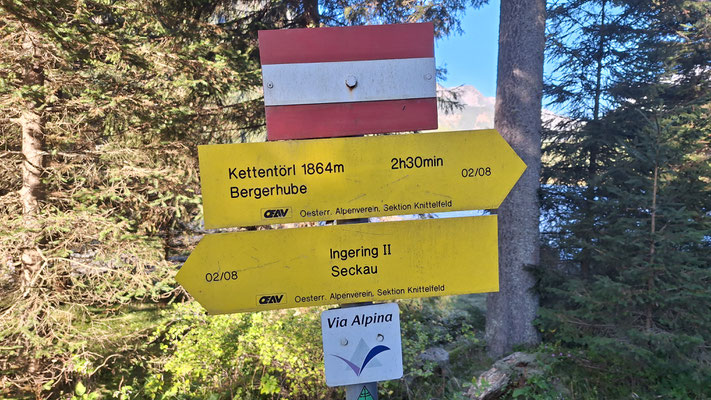 Kettentörl 1864m 2h30min
Bergerhube 02/08
OEAV Oesterr. Alpenverein, Sektion Knittelfeld
Ingering II
02/08 Seckau
OEAV Oesterr. Alpenverein, Sektion Knittelfeld
Via Alpina